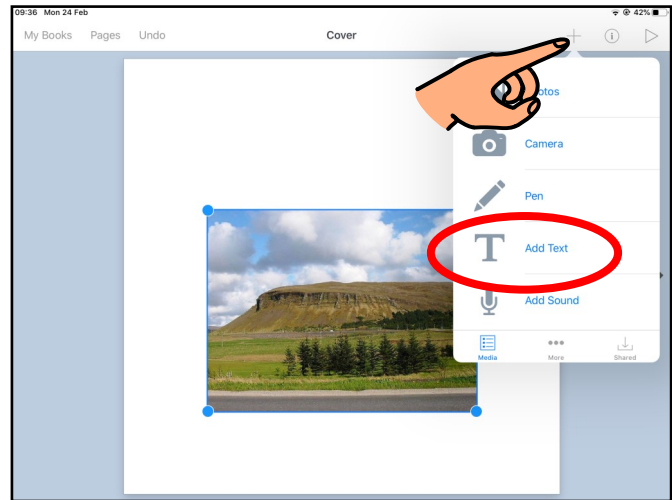 09:36 Mon 24 Feb 42%
My Books Pages Undo Cover
Camera
Pen
T Add Text
Add Sound
Media More Shared